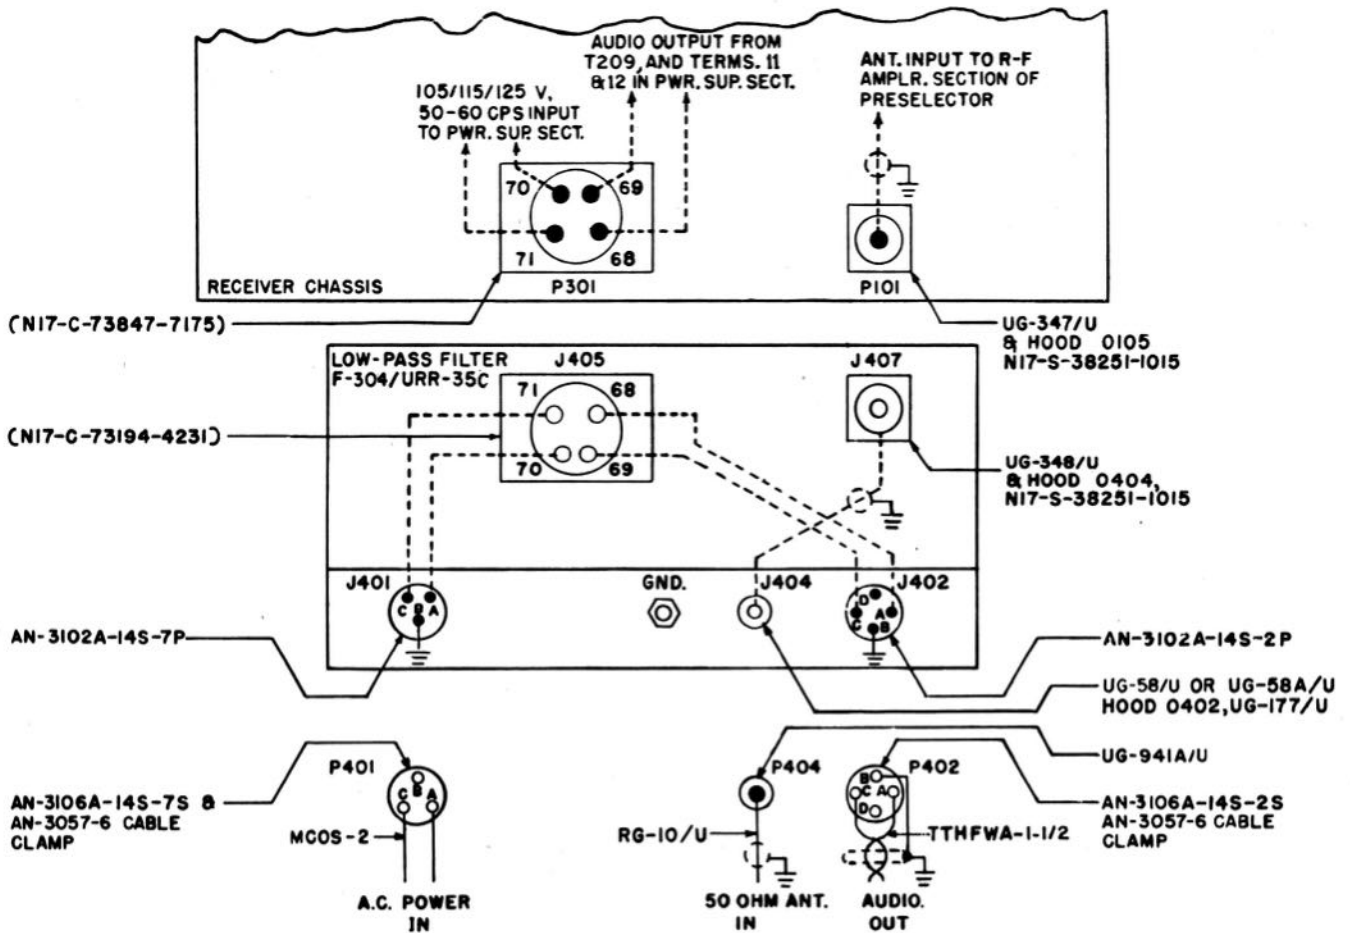 AUDIO OUTPUT FROM
T209, AND TERMS. 11
& 12 IN PWR. SUP. SECT.
ANT. INPUT TO R-F
AMPLR. SECTION OF
PRESELECTOR
105/115/125 V,
50-60 CPS INPUT
TO PWR. SUP. SECT.
70
69
71
68
RECEIVER CHASSIS
P301
P101
(N17-C-73847-7175)
UG-347/U
& HOOD 0105
N17-S-38251-1015
LOW-PASS FILTER
F-304/URR-35C
J405
J407
71
68
(N17-C-73194-4231)
70
69
UG-348/U
& HOOD 0404,
N17-S-38251-1015
J401
GND.
J404
J402
C
B
A
D
A
C
B
AN-3102A-14S-7P
AN-3102A-14S-2P
UG-58/U OR UG-58A/U
HOOD 0402, UG-177/U
UG-941A/U
P401
P404
P402
C
B
A
B
C
A
D
AN-3106A-14S-7S &
AN-3057-6 CABLE
CLAMP
MCOS-2
RG-10/U
TTHFWA-1-1/2
AN-3106A-14S-2S
AN-3057-6 CABLE
CLAMP
A.C. POWER
IN
50 OHM ANT.
IN
AUDIO.
OUT